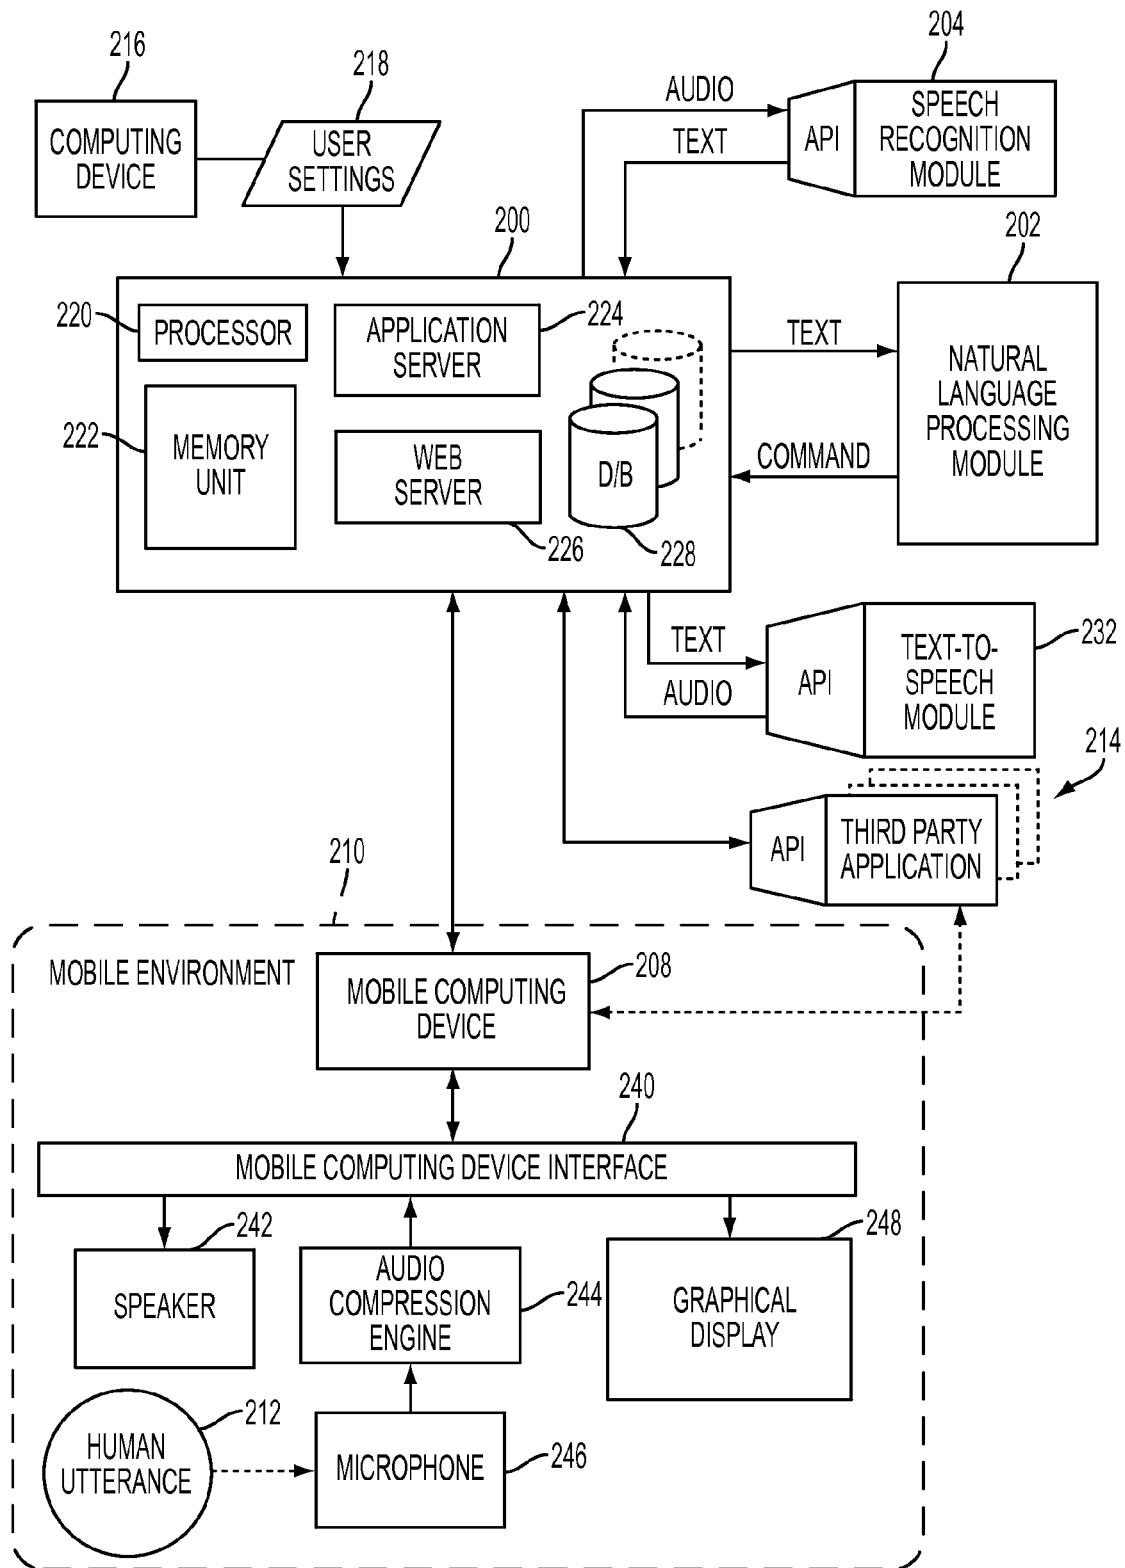 216
218
204
COMPUTING
DEVICE
USER
SETTINGS
AUDIO
TEXT
API
SPEECH
RECOGNITION
MODULE
200
202
220
PROCESSOR
APPLICATION
SERVER
224
TEXT
NATURAL
LANGUAGE
PROCESSING
MODULE
222
MEMORY
UNIT
WEB
SERVER
D/B
COMMAND
226
228
TEXT
AUDIO
API
TEXT-TO-
SPEECH
MODULE
232
214
API
THIRD PARTY
APPLICATION
210
MOBILE ENVIRONMENT
208
MOBILE COMPUTING
DEVICE
240
MOBILE COMPUTING DEVICE INTERFACE
242
SPEAKER
AUDIO
COMPRESSION
ENGINE
244
248
GRAPHICAL
DISPLAY
212
HUMAN
UTTERANCE
MICROPHONE
246